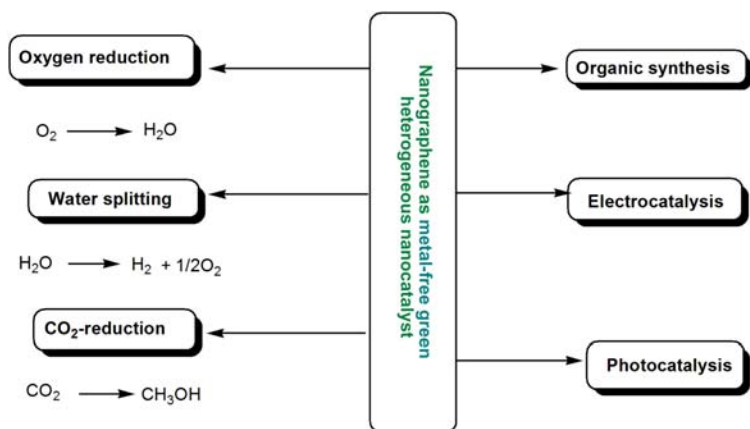 Oxygen reduction
O₂ ⟶ H₂O
Water splitting
H₂O ⟶ H₂ + 1/2O₂
CO₂-reduction
CO₂ ⟶ CH₃OH
Nanographene as metal-free green
heterogeneous nanocatalyst
Organic synthesis
Electrocatalysis
Photocatalysis